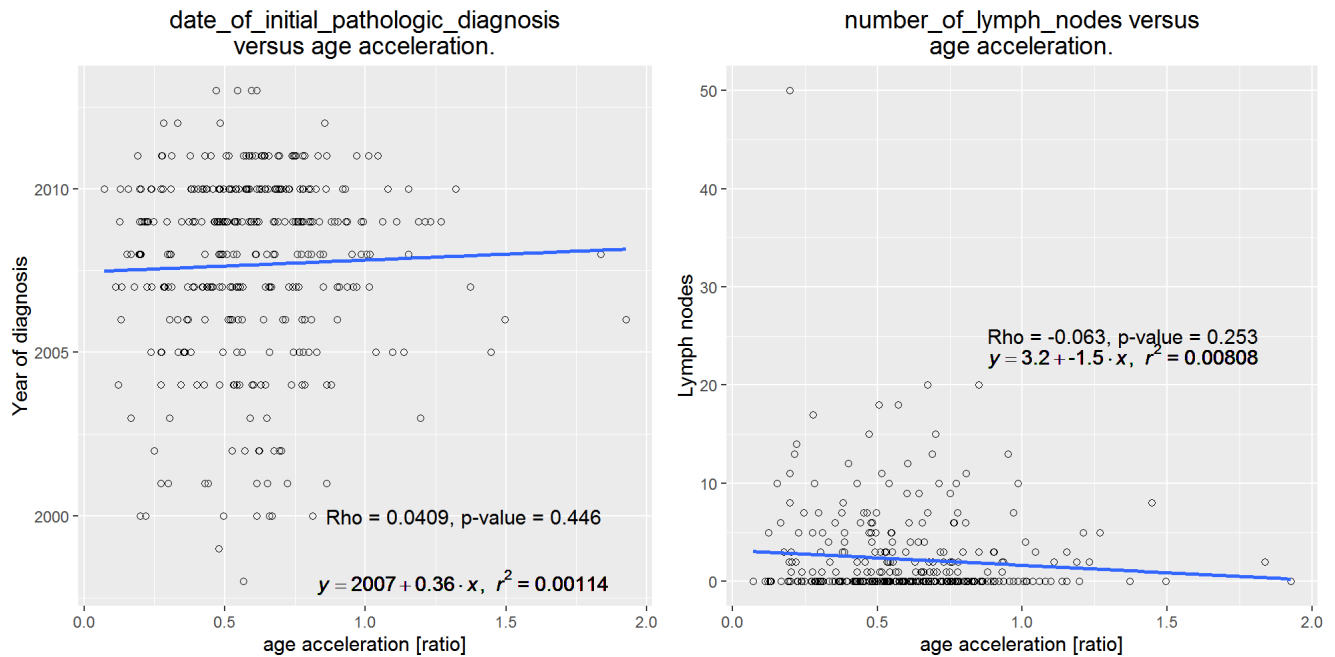 date_of_initial_pathologic_diagnosis
versus age acceleration.
Year of diagnosis
2010
2005
2000
Rho = 0.0409, p-value = 0.446
y = 2007 + 0.36 · x, r² = 0.00114
0.0 0.5 1.0 1.5 2.0
age acceleration [ratio]
number_of_lymph_nodes versus
age acceleration.
Lymph nodes
50
40
30
Rho = -0.063, p-value = 0.253
y = 3.2 + -1.5 · x, r² = 0.00808
20
10
0
0.0 0.5 1.0 1.5 2.0
age acceleration [ratio]